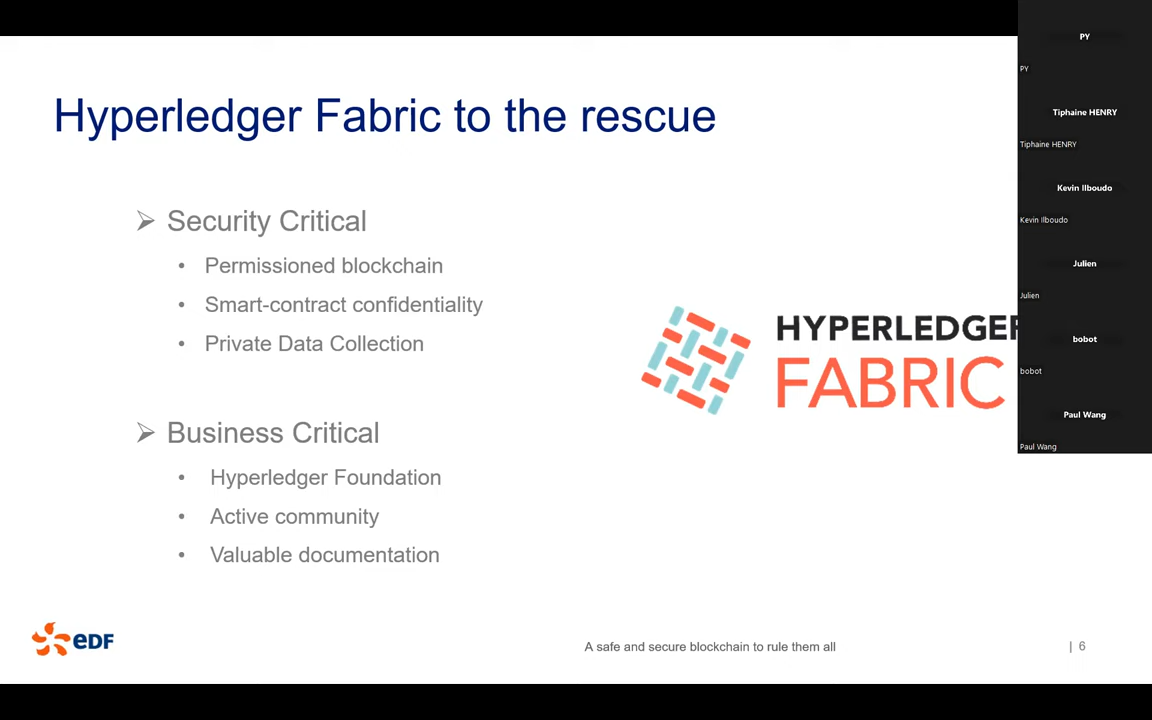 Hyperledger Fabric to the rescue
Security Critical
• Permissioned blockchain
• Smart-contract confidentiality
• Private Data Collection
Business Critical
• Hyperledger Foundation
• Active community
• Valuable documentation
HYPERLEDGER
FABRIC
edF
A safe and secure blockchain to rule them all
| 6
PY
PY
Tiphaine HENRY
Tiphaine HENRY
Kevin Ilboudo
Kevin Ilboudo
Julien
Julien
bobot
bobot
Paul Wang
Paul Wang